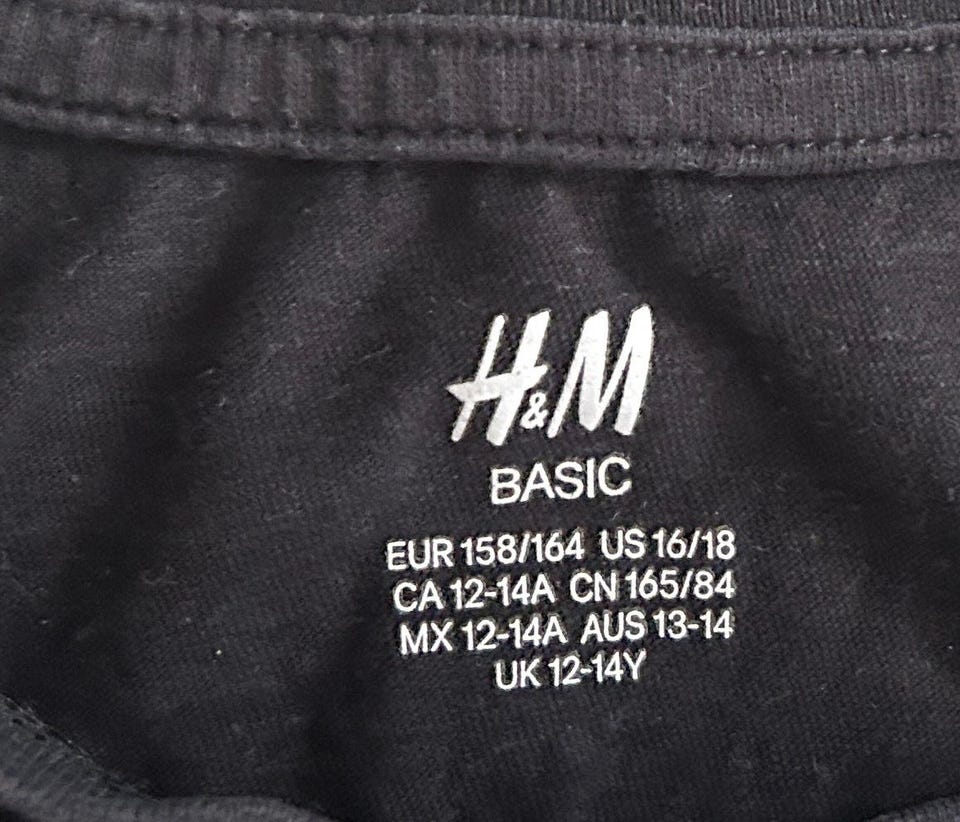 H&M
BASIC
EUR 158/164 US 16/18
CA 12-14A CN 165/84
MX 12-14A AUS 13-14
UK 12-14Y